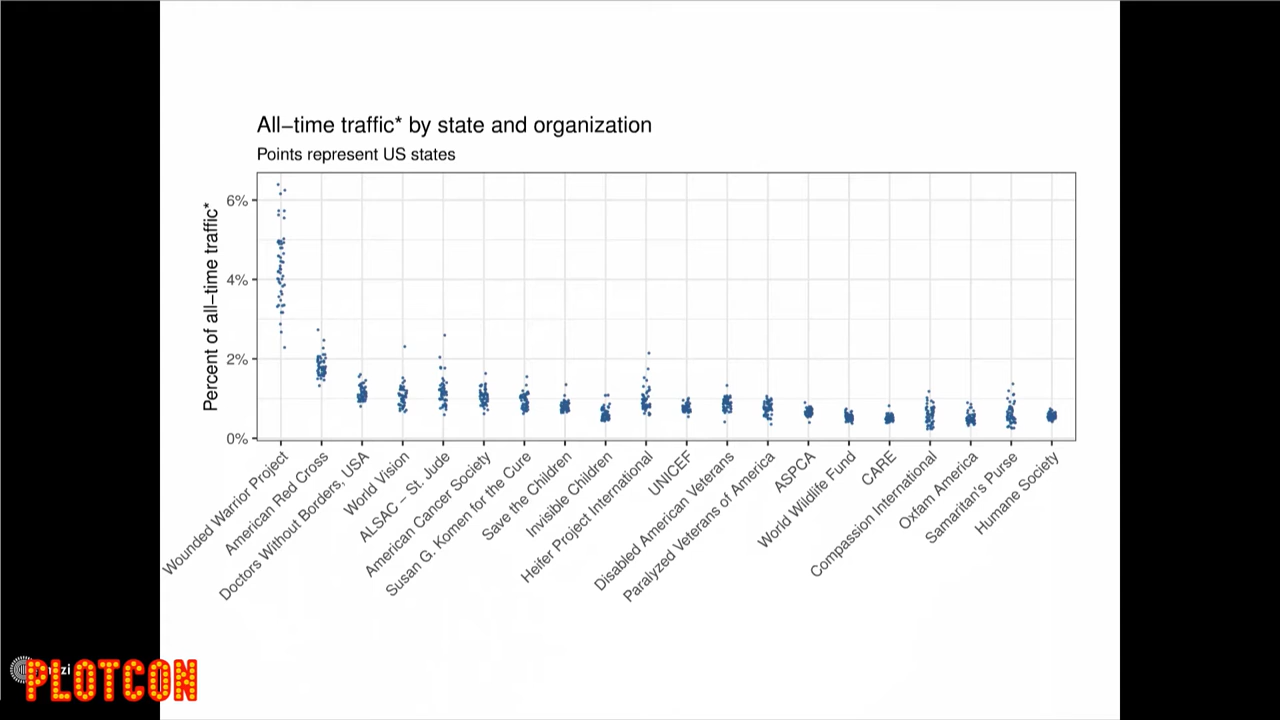 All−time traffic* by state and organization
Points represent US states
Percent of all−time traffic*
6%
4%
2%
0%
Wounded Warrior Project
American Red Cross
Doctors Without Borders, USA
World Vision
ALSAC − St. Jude
American Cancer Society
Susan G. Komen for the Cure
Save the Children
Invisible Children
Heifer Project International
UNICEF
Disabled American Veterans
Paralyzed Veterans of America
ASPCA
World Wildlife Fund
CARE
Compassion International
Oxfam America
Samaritan's Purse
Humane Society
PLOTCON